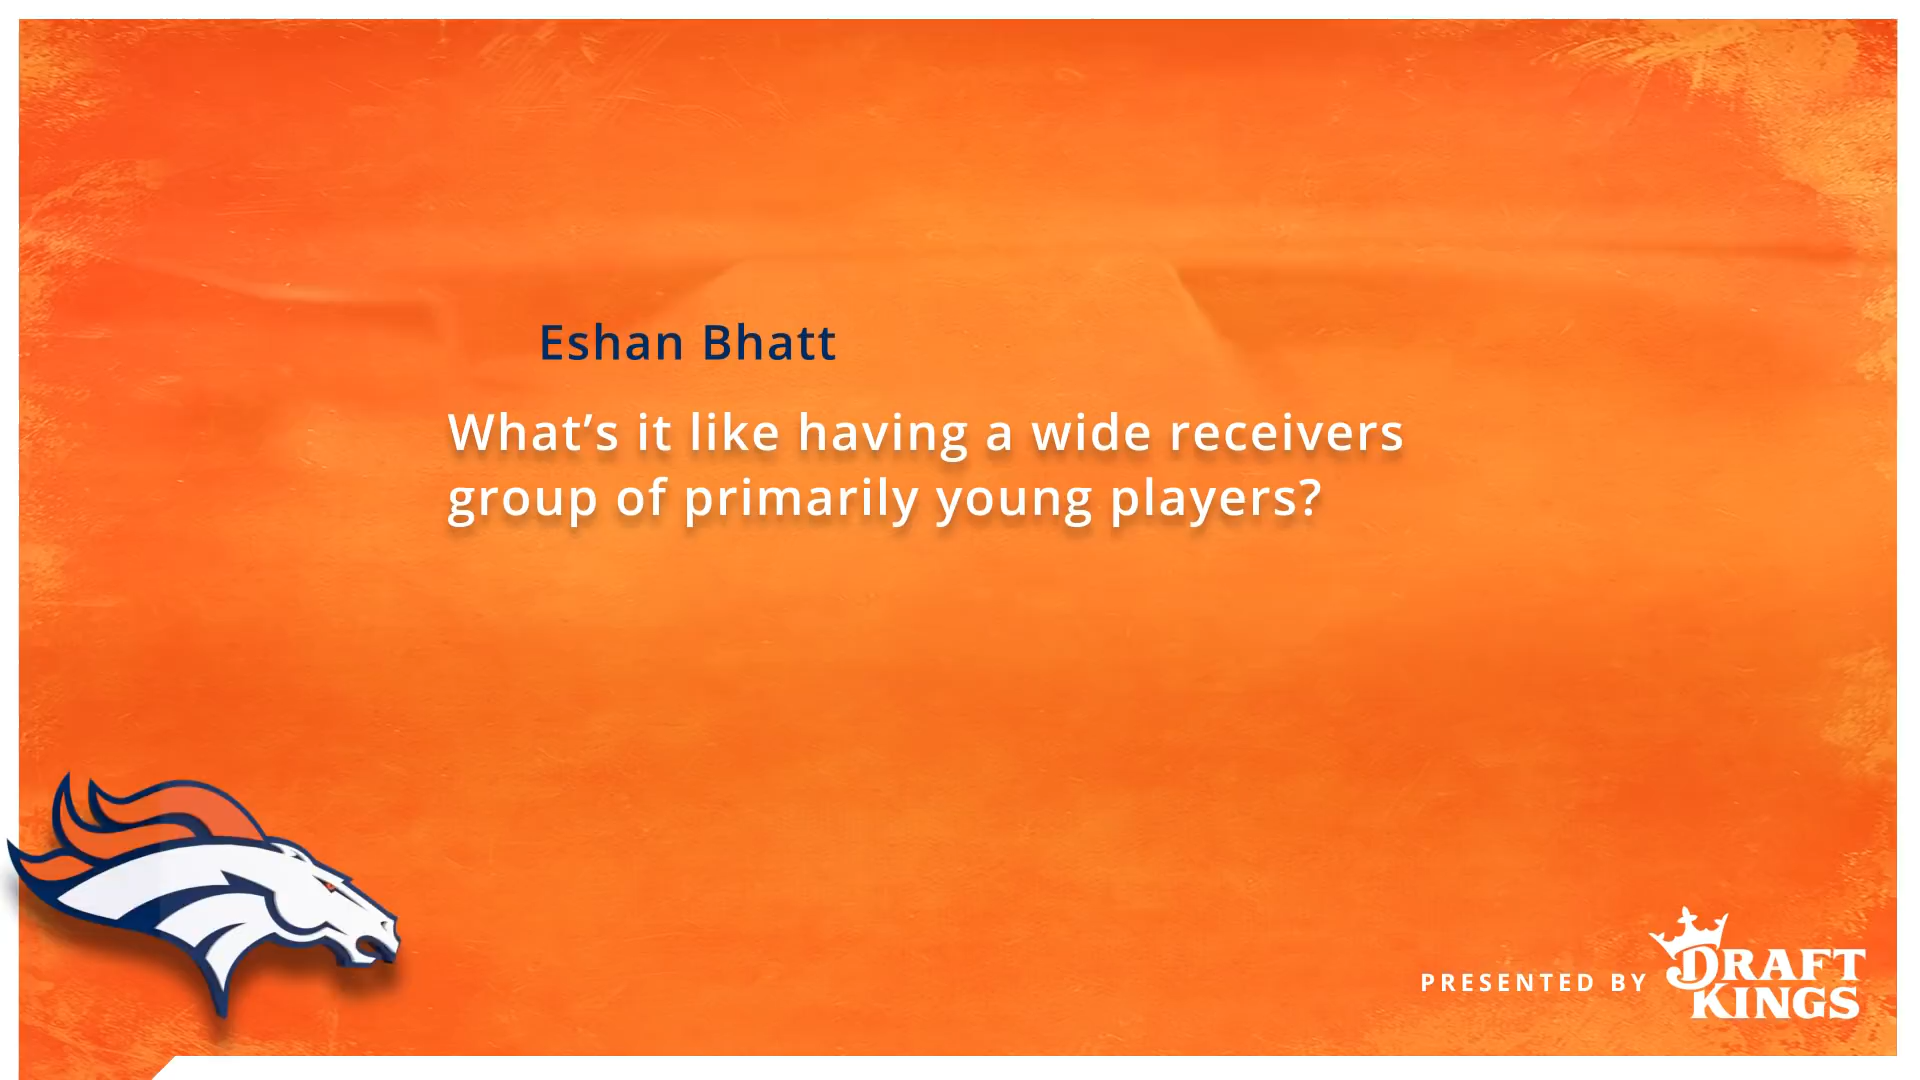 Eshan Bhatt
What’s it like having a wide receivers
group of primarily young players?
PRESENTED BY
DRAFT
KINGS